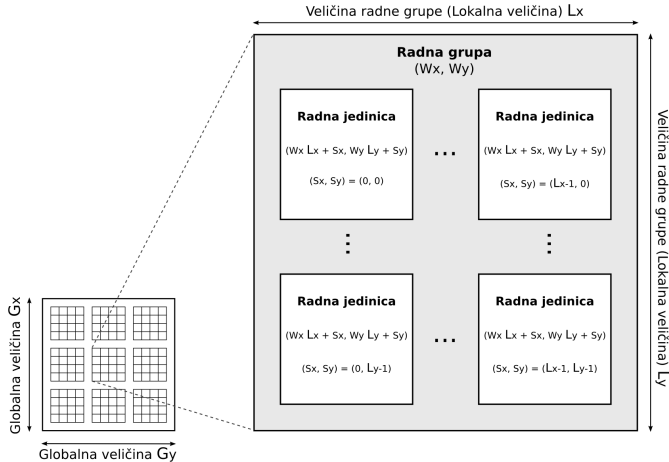 Veličina radne grupe (Lokalna veličina) Lx
Radna grupa
(Wx, Wy)
Radna jedinica
(Wx Lx + Sx, Wy Ly + Sy)
(Sx, Sy) = (0, 0)
...
Radna jedinica
(Wx Lx + Sx, Wy Ly + Sy)
(Sx, Sy) = (Lx-1, 0)
...
...
Radna jedinica
(Wx Lx + Sx, Wy Ly + Sy)
(Sx, Sy) = (0, Ly-1)
...
Radna jedinica
(Wx Lx + Sx, Wy Ly + Sy)
(Sx, Sy) = (Lx-1, Ly-1)
Veličina radne grupe (Lokalna veličina) Ly
Globalna veličina Gx
Globalna veličina Gy